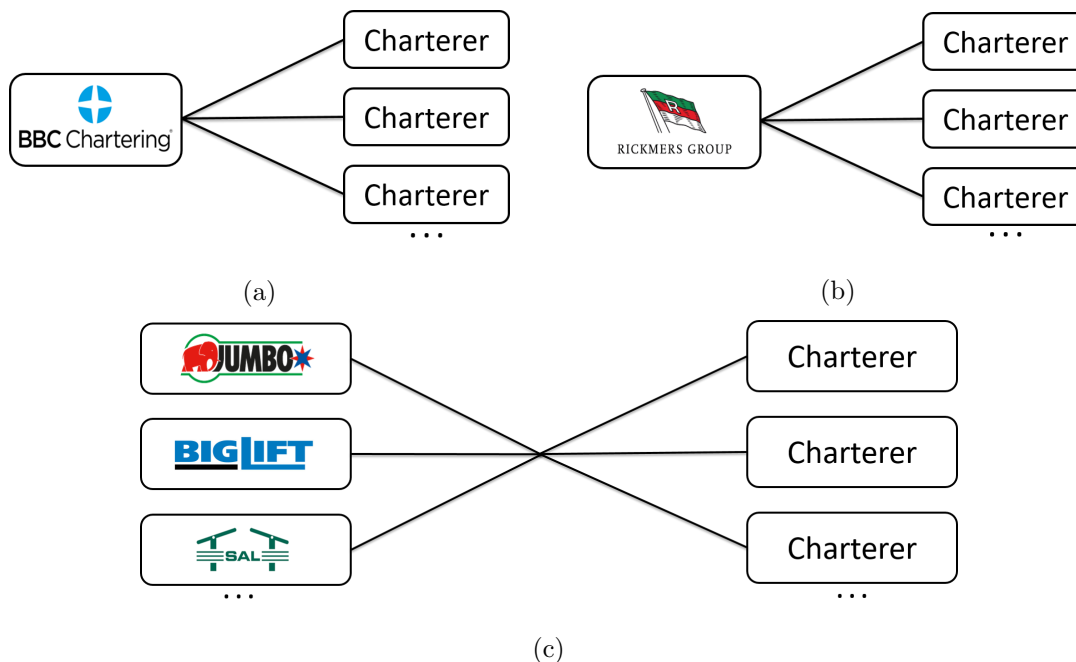 Charterer
BBC Chartering
Charterer
Charterer
...
(a)
Charterer
R
RICKMERS GROUP
Charterer
Charterer
...
(b)
JUMBO
Charterer
BIGLIFT
Charterer
SAL
Charterer
...
...
(c)